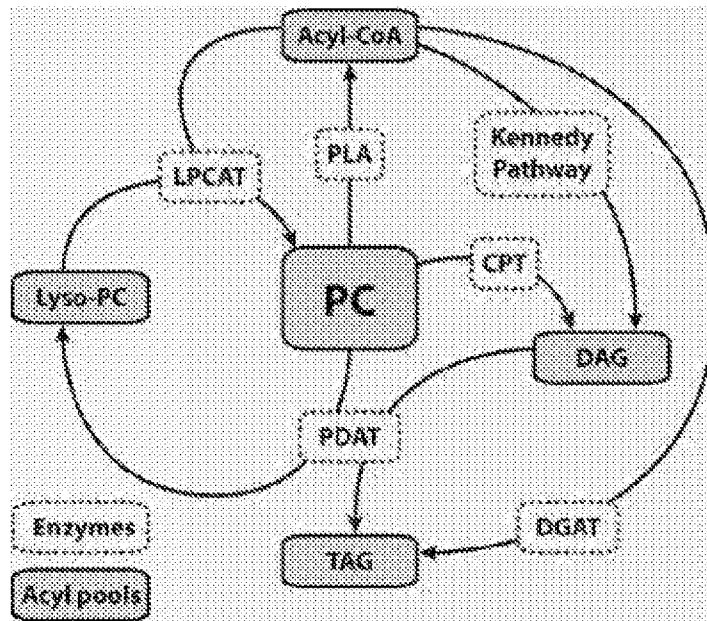 Acyl-CoA
PLA
Kennedy
Pathway
LPCAT
CPT
Lyso-PC
PC
DAG
PDAT
Enzymes
DGAT
TAG
Acyl pools